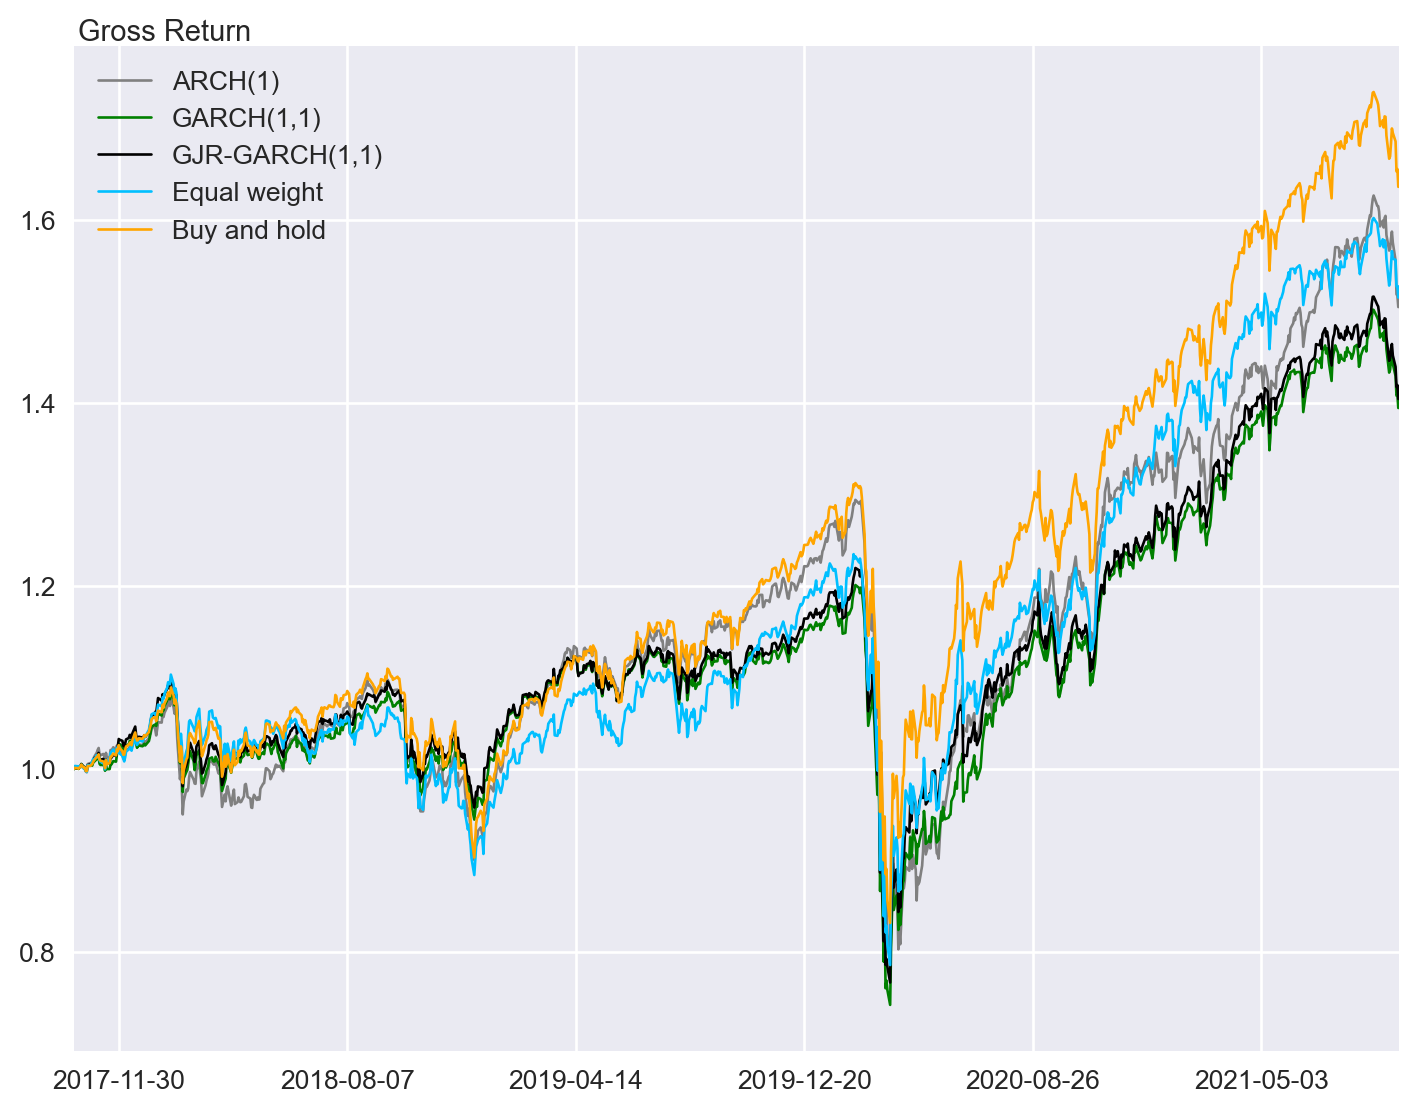 Gross Return
ARCH(1)
GARCH(1,1)
GJR-GARCH(1,1)
Equal weight
Buy and hold
1.6
1.4
1.2
1.0
0.8
2017-11-30 2018-08-07 2019-04-14 2019-12-20 2020-08-26 2021-05-03